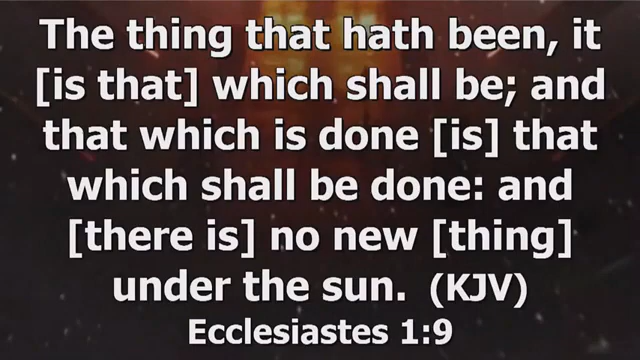 The thing that hath been, it
[is that] which shall be; and
that which is done [is] that
which shall be done: and
[there is] no new [thing]
under the sun. (KJV)
Ecclesiastes 1:9